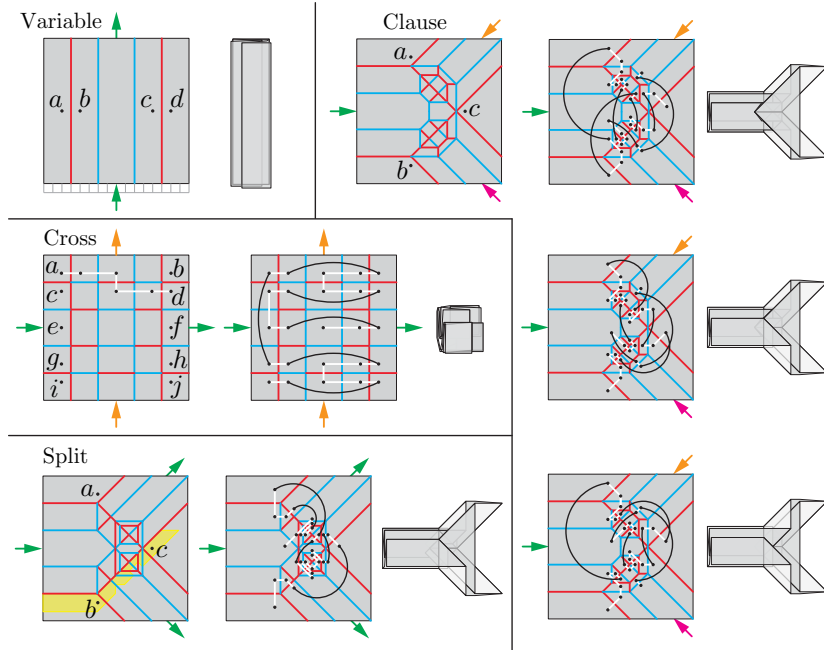 Variable
a b c d
Clause
a
c
b
Cross
a b
c d
e f
g h
i j
Split
a
c
b